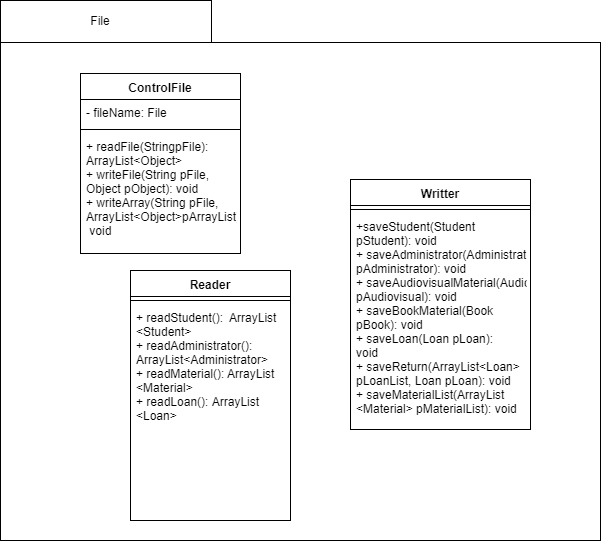 File
ControlFile
- fileName: File
+ readFile(StringpFile):
ArrayList<Object>
+ writeFile(String pFile,
Object pObject): void
+ writeArray(String pFile,
ArrayList<Object>pArrayList
void
Writter
+saveStudent(Student
pStudent): void
+ saveAdministrator(Administrat
pAdministrator): void
+ saveAudiovisualMaterial(Audio
pAudiovisual): void
+ saveBookMaterial(Book
pBook): void
+ saveLoan(Loan pLoan):
void
+ saveReturn(ArrayList<Loan>
pLoanList, Loan pLoan): void
+ saveMaterialList(ArrayList
<Material> pMaterialList): void
Reader
+ readStudent(): ArrayList
<Student>
+ readAdministrator():
ArrayList<Administrator>
+ readMaterial(): ArrayList
<Material>
+ readLoan(): ArrayList
<Loan>